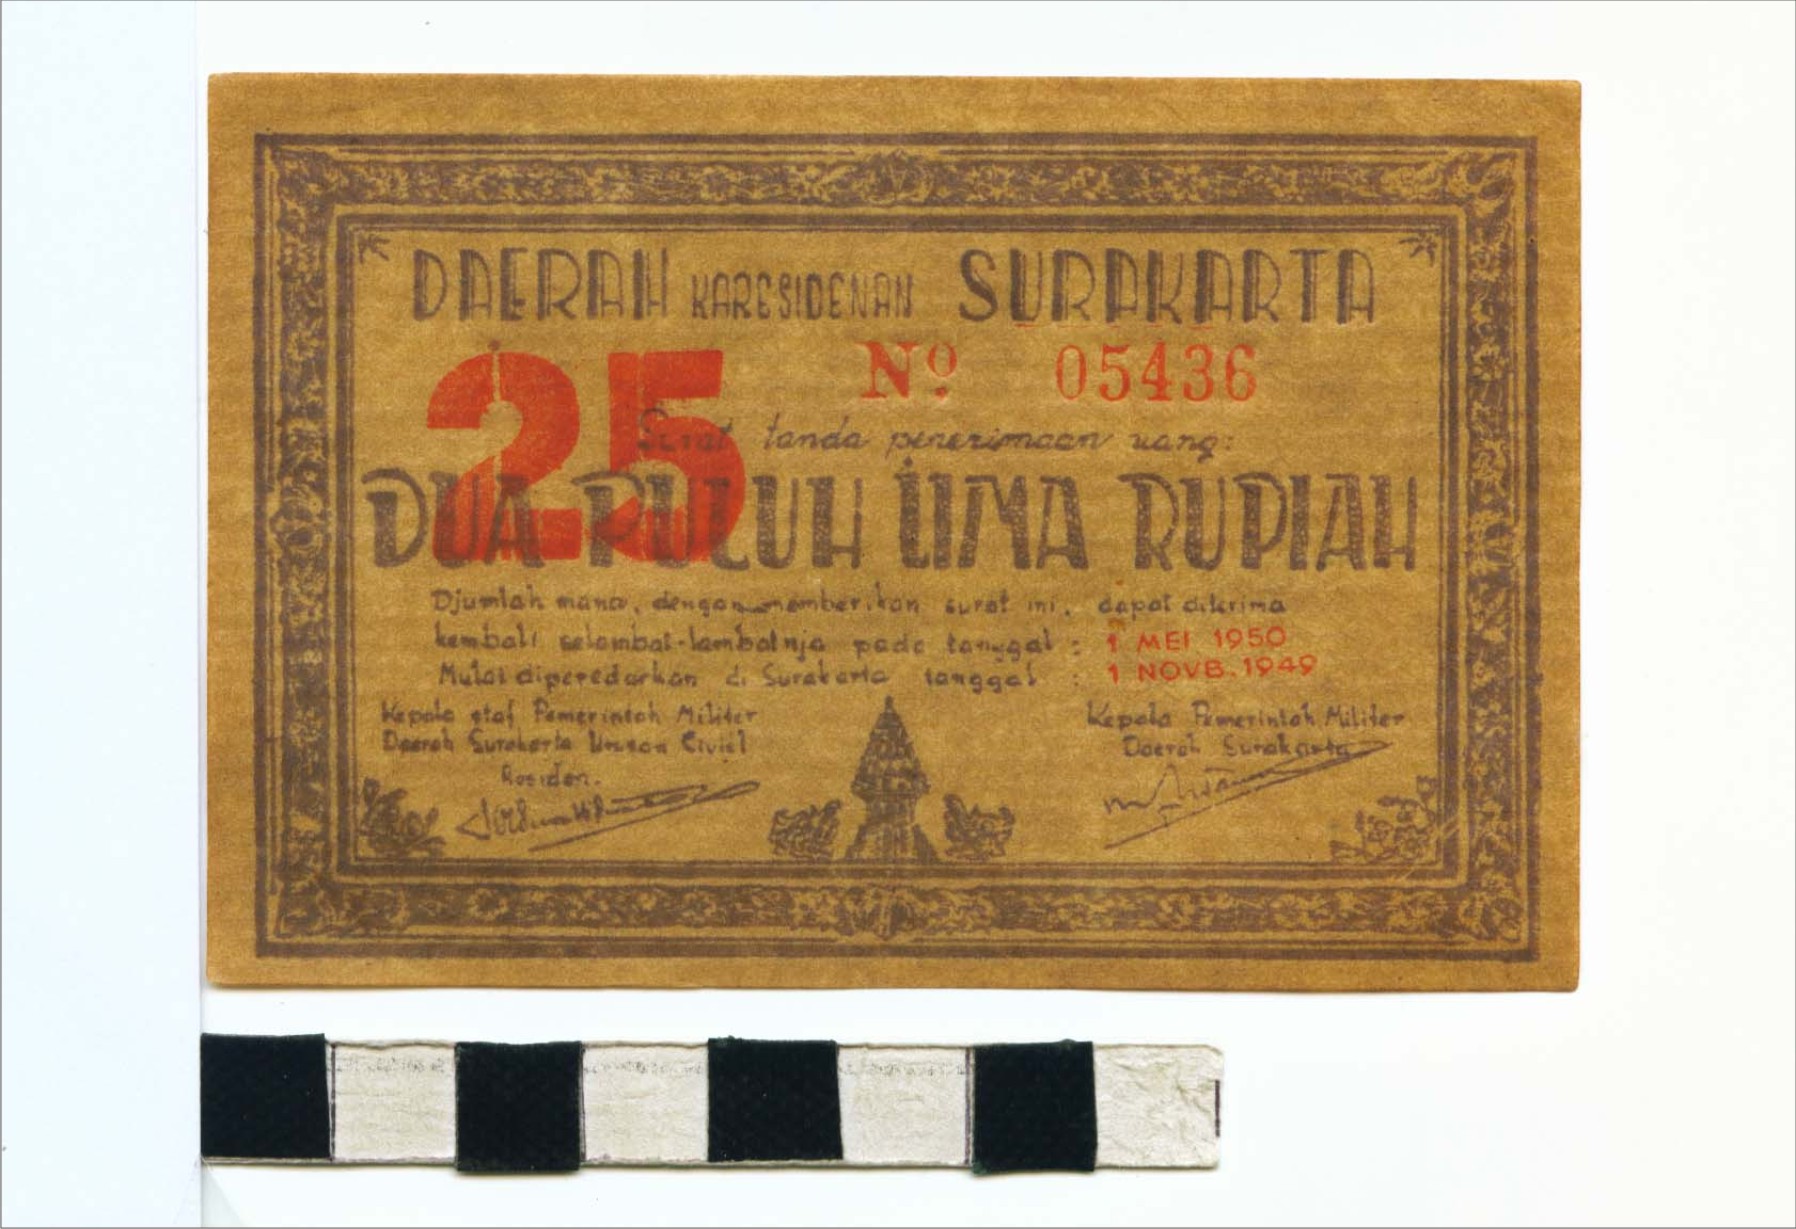 DAERAH KARESIDENAN SURAKARTA
25 Nº 05436
Surat tanda penerimaan uang:
DUA PULUH LIMA RUPIAH
Djumlah mana, dengan memberikan surat ini, dapat diterima
kembali selambat-lambatnja pada tanggal : 1 MEI 1950
Mulai diperedarkan di Surakarta tanggal : 1 NOVB. 1949
Kepala staf Pemerintah Militer
Daerah Surakarta Urusan Civiel
Residen.
Kepala Pemerintah Militer
Daerah Surakarta